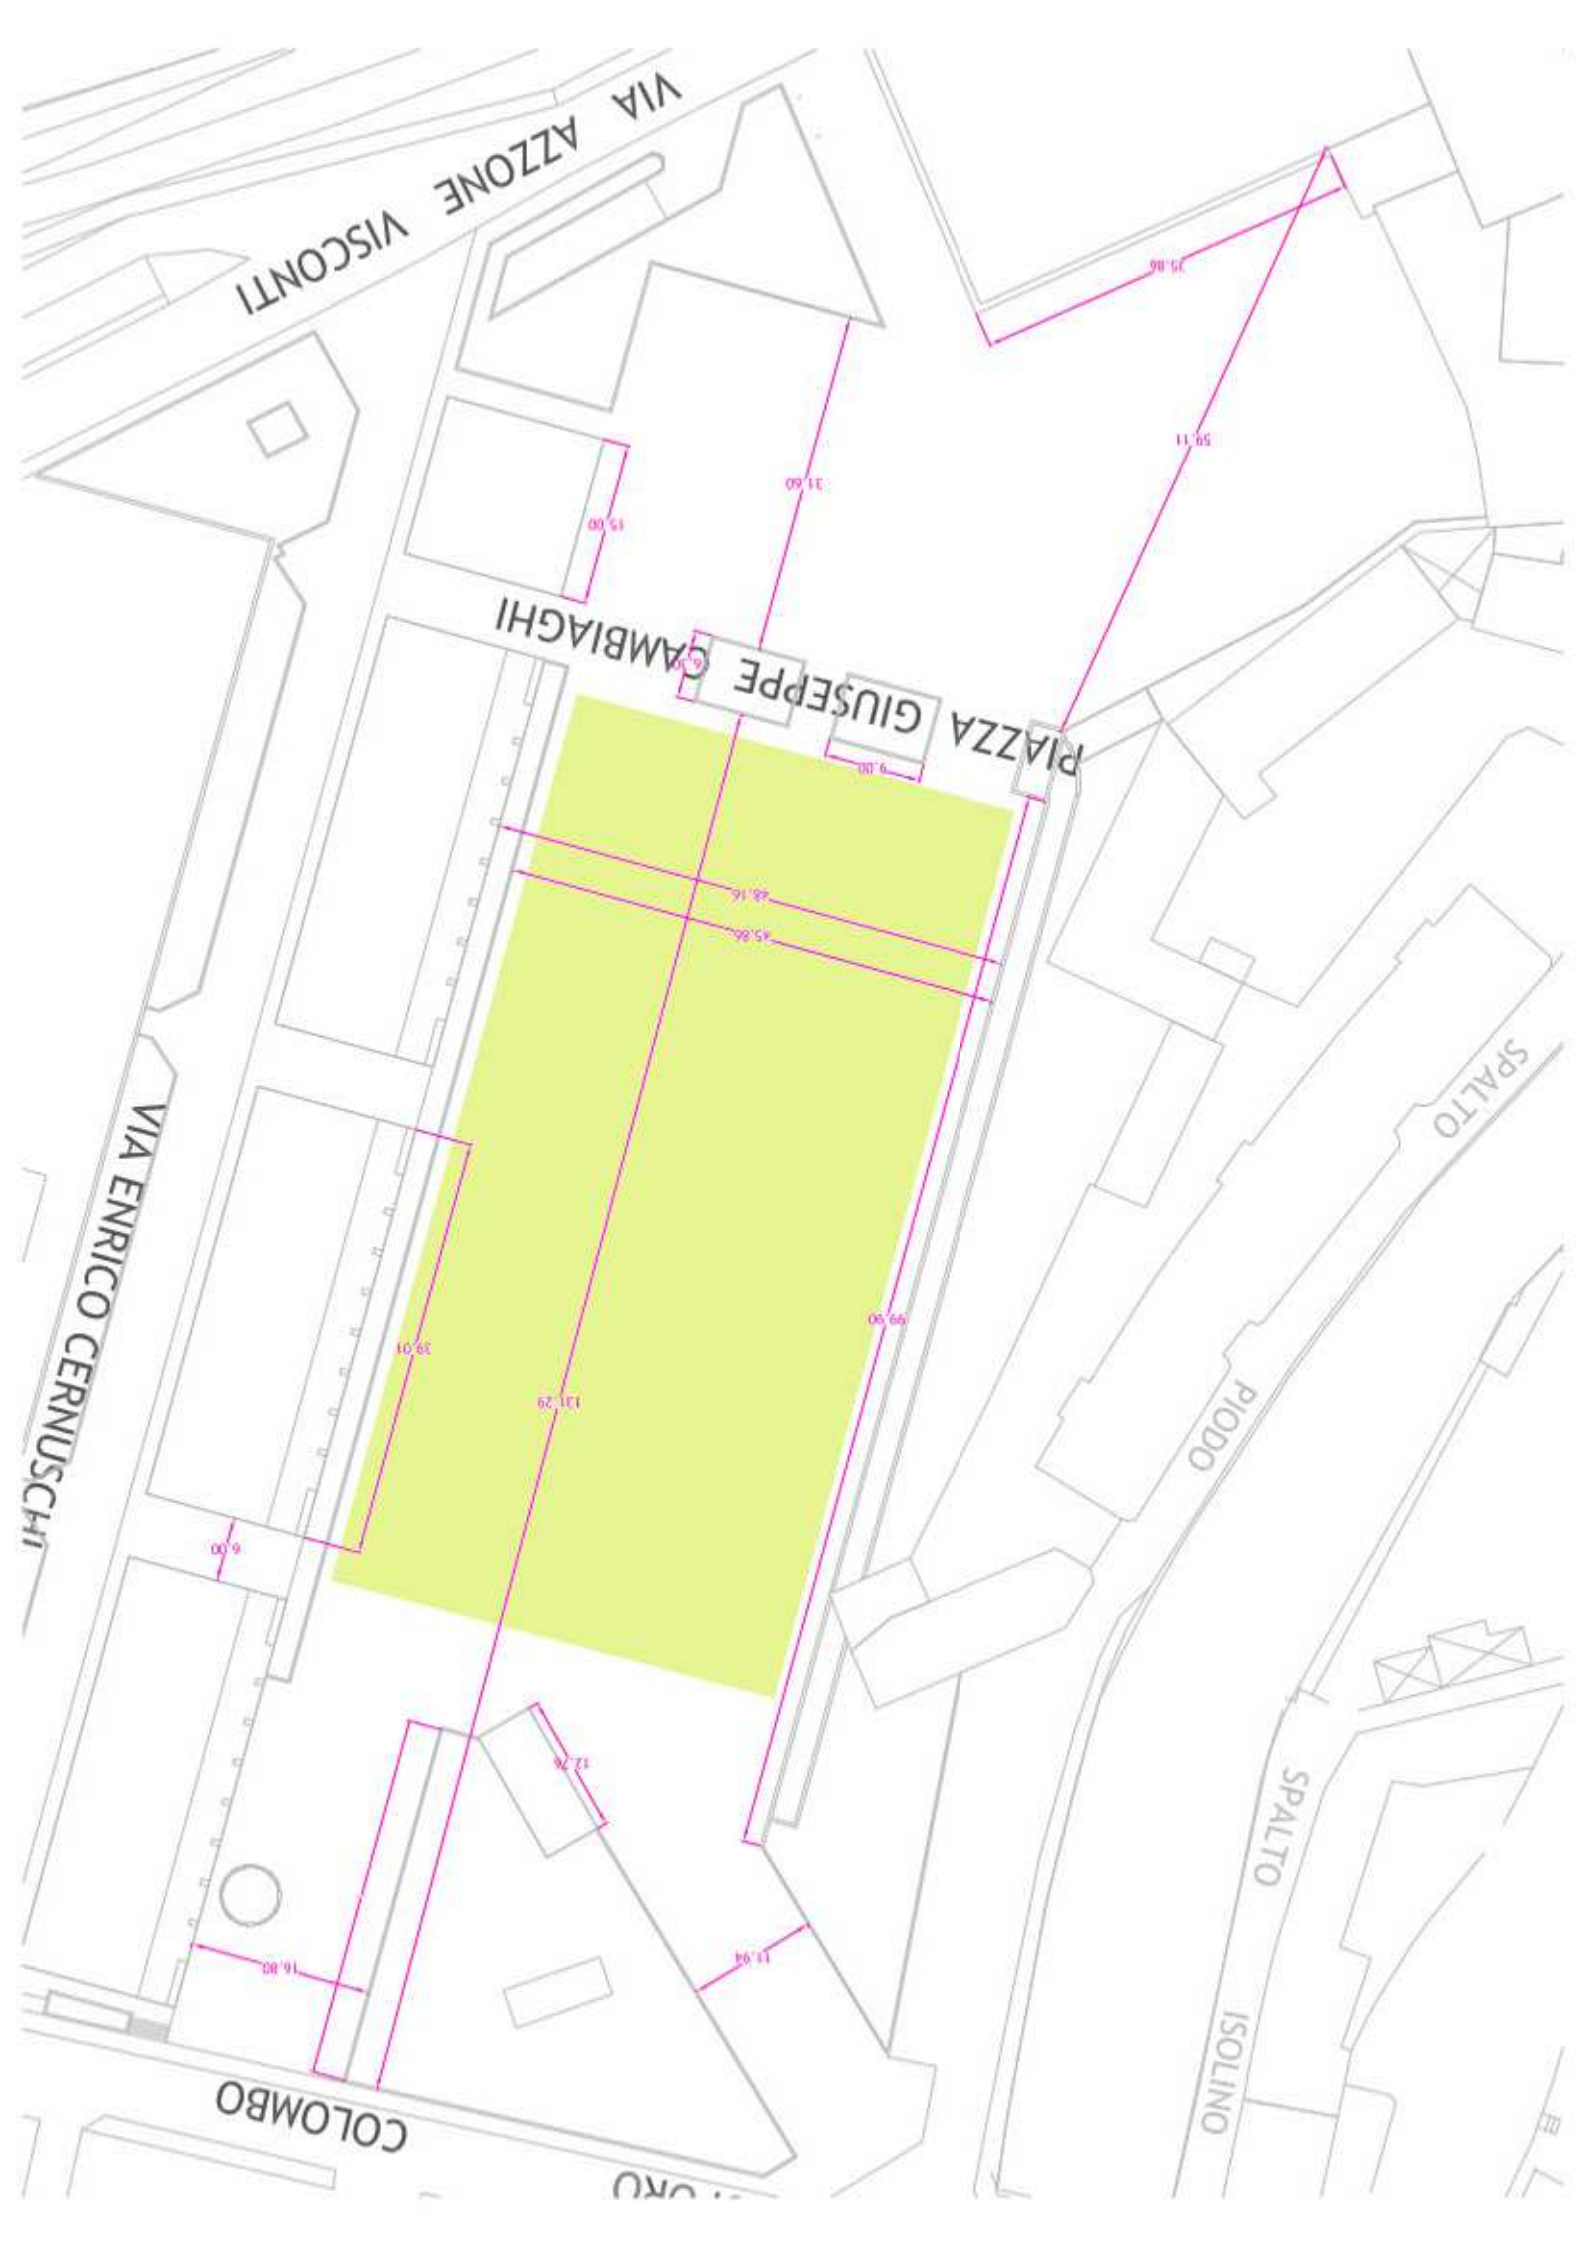 VIA AZZONE VISCONTI
35.86
59.11
31.60
15.00
PIAZZA GIUSEPPE CAMBIAGHI
6.30
9.00
48.16
45.86
VIA ENRICO CERNUSCHI
SPALTO
99.90
39.01
131.29
PIODO
6.00
12.76
SPALTO
11.94
16.80
ISOLINO
COLOMBO